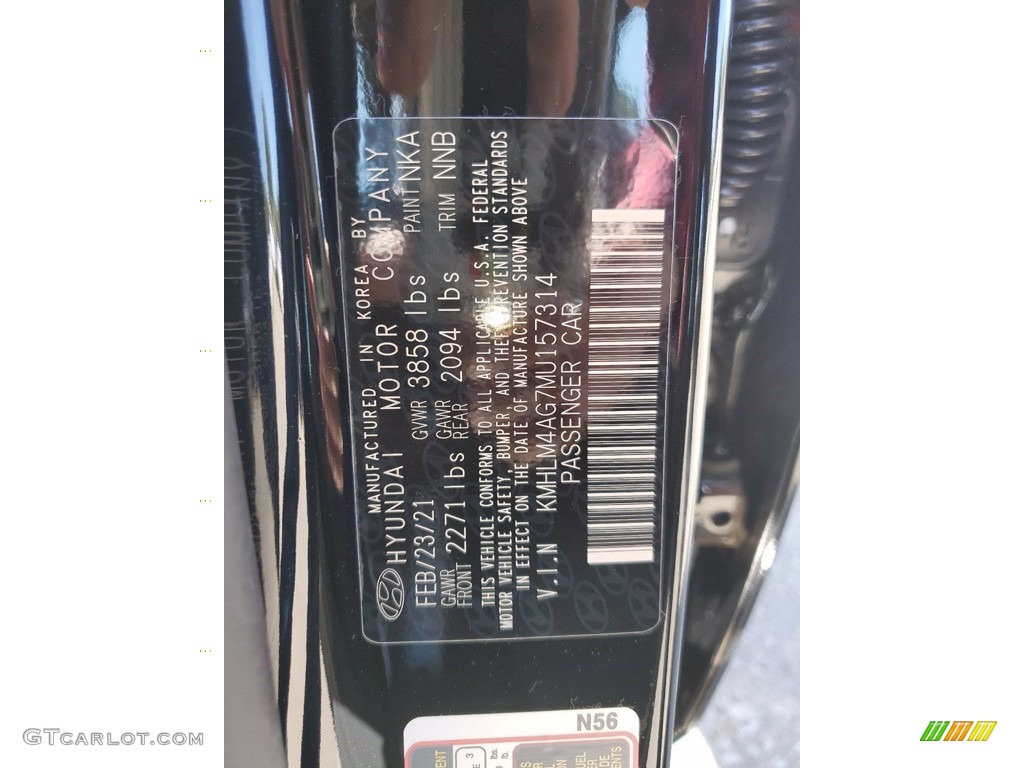 MANUFACTURED IN KOREA BY
HYUNDAI MOTOR COMPANY
FEB/23/21 GVWR 3858 lbs PAINT NKA
GAWR FRONT 2271 lbs GAWR REAR 2094 lbs TRIM NNB
THIS VEHICLE CONFORMS TO ALL APPLICABLE U.S.A. FEDERAL
MOTOR VEHICLE SAFETY, BUMPER, AND THEFT PREVENTION STANDARDS
IN EFFECT ON THE DATE OF MANUFACTURE SHOWN ABOVE
V.I.N KMHLM4AG7MU157314
PASSENGER CAR
N56
GTCarLot.com